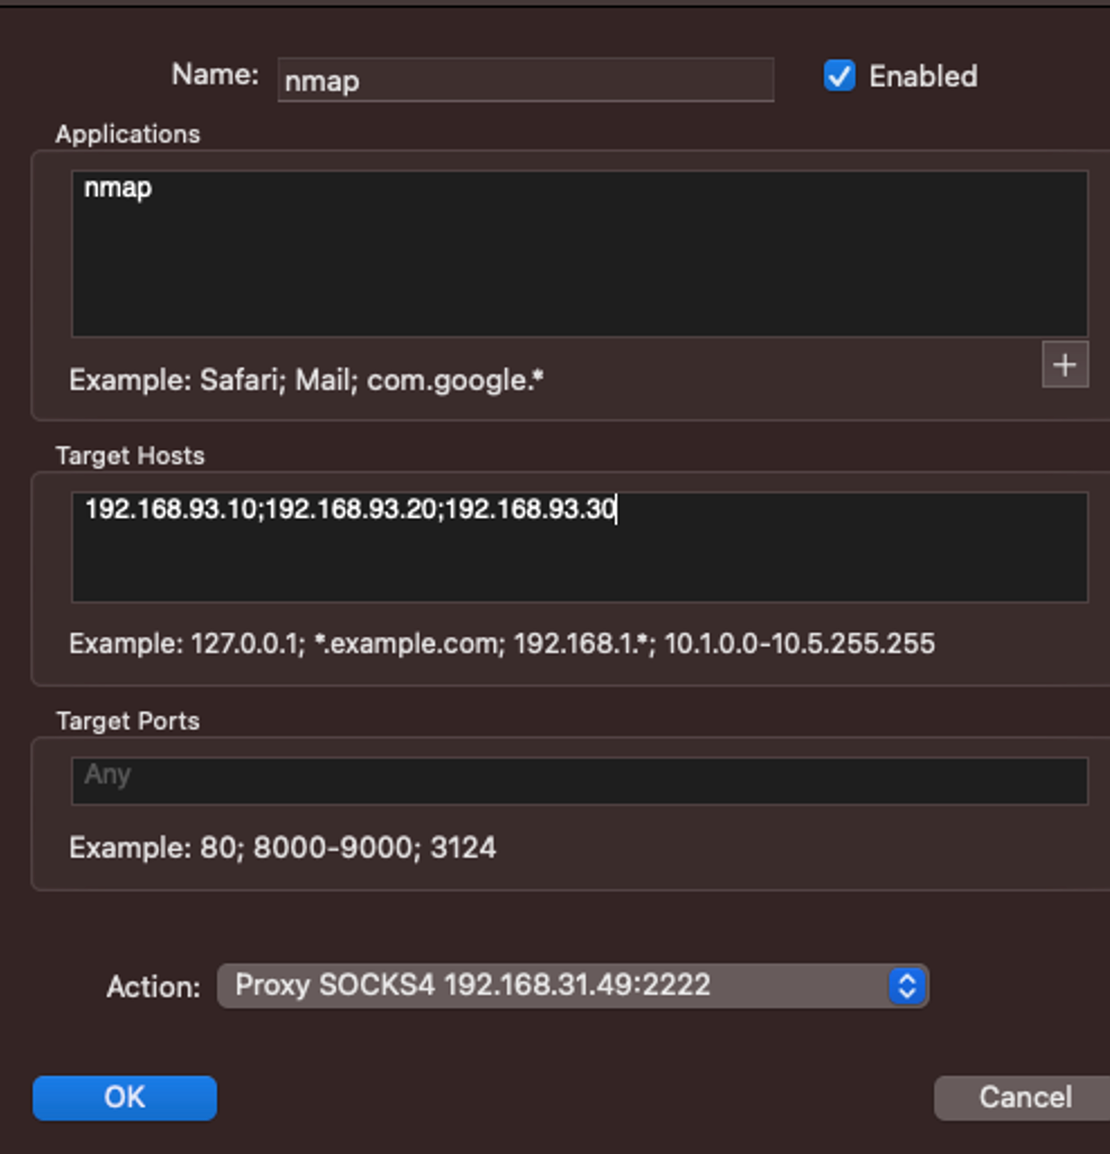 Name: nmap Enabled
Applications
nmap
Example: Safari; Mail; com.google.*
+
Target Hosts
192.168.93.10;192.168.93.20;192.168.93.30
Example: 127.0.0.1; *.example.com; 192.168.1.*; 10.1.0.0-10.5.255.255
Target Ports
Any
Example: 80; 8000-9000; 3124
Action: Proxy SOCKS4 192.168.31.49:2222
OK Cancel